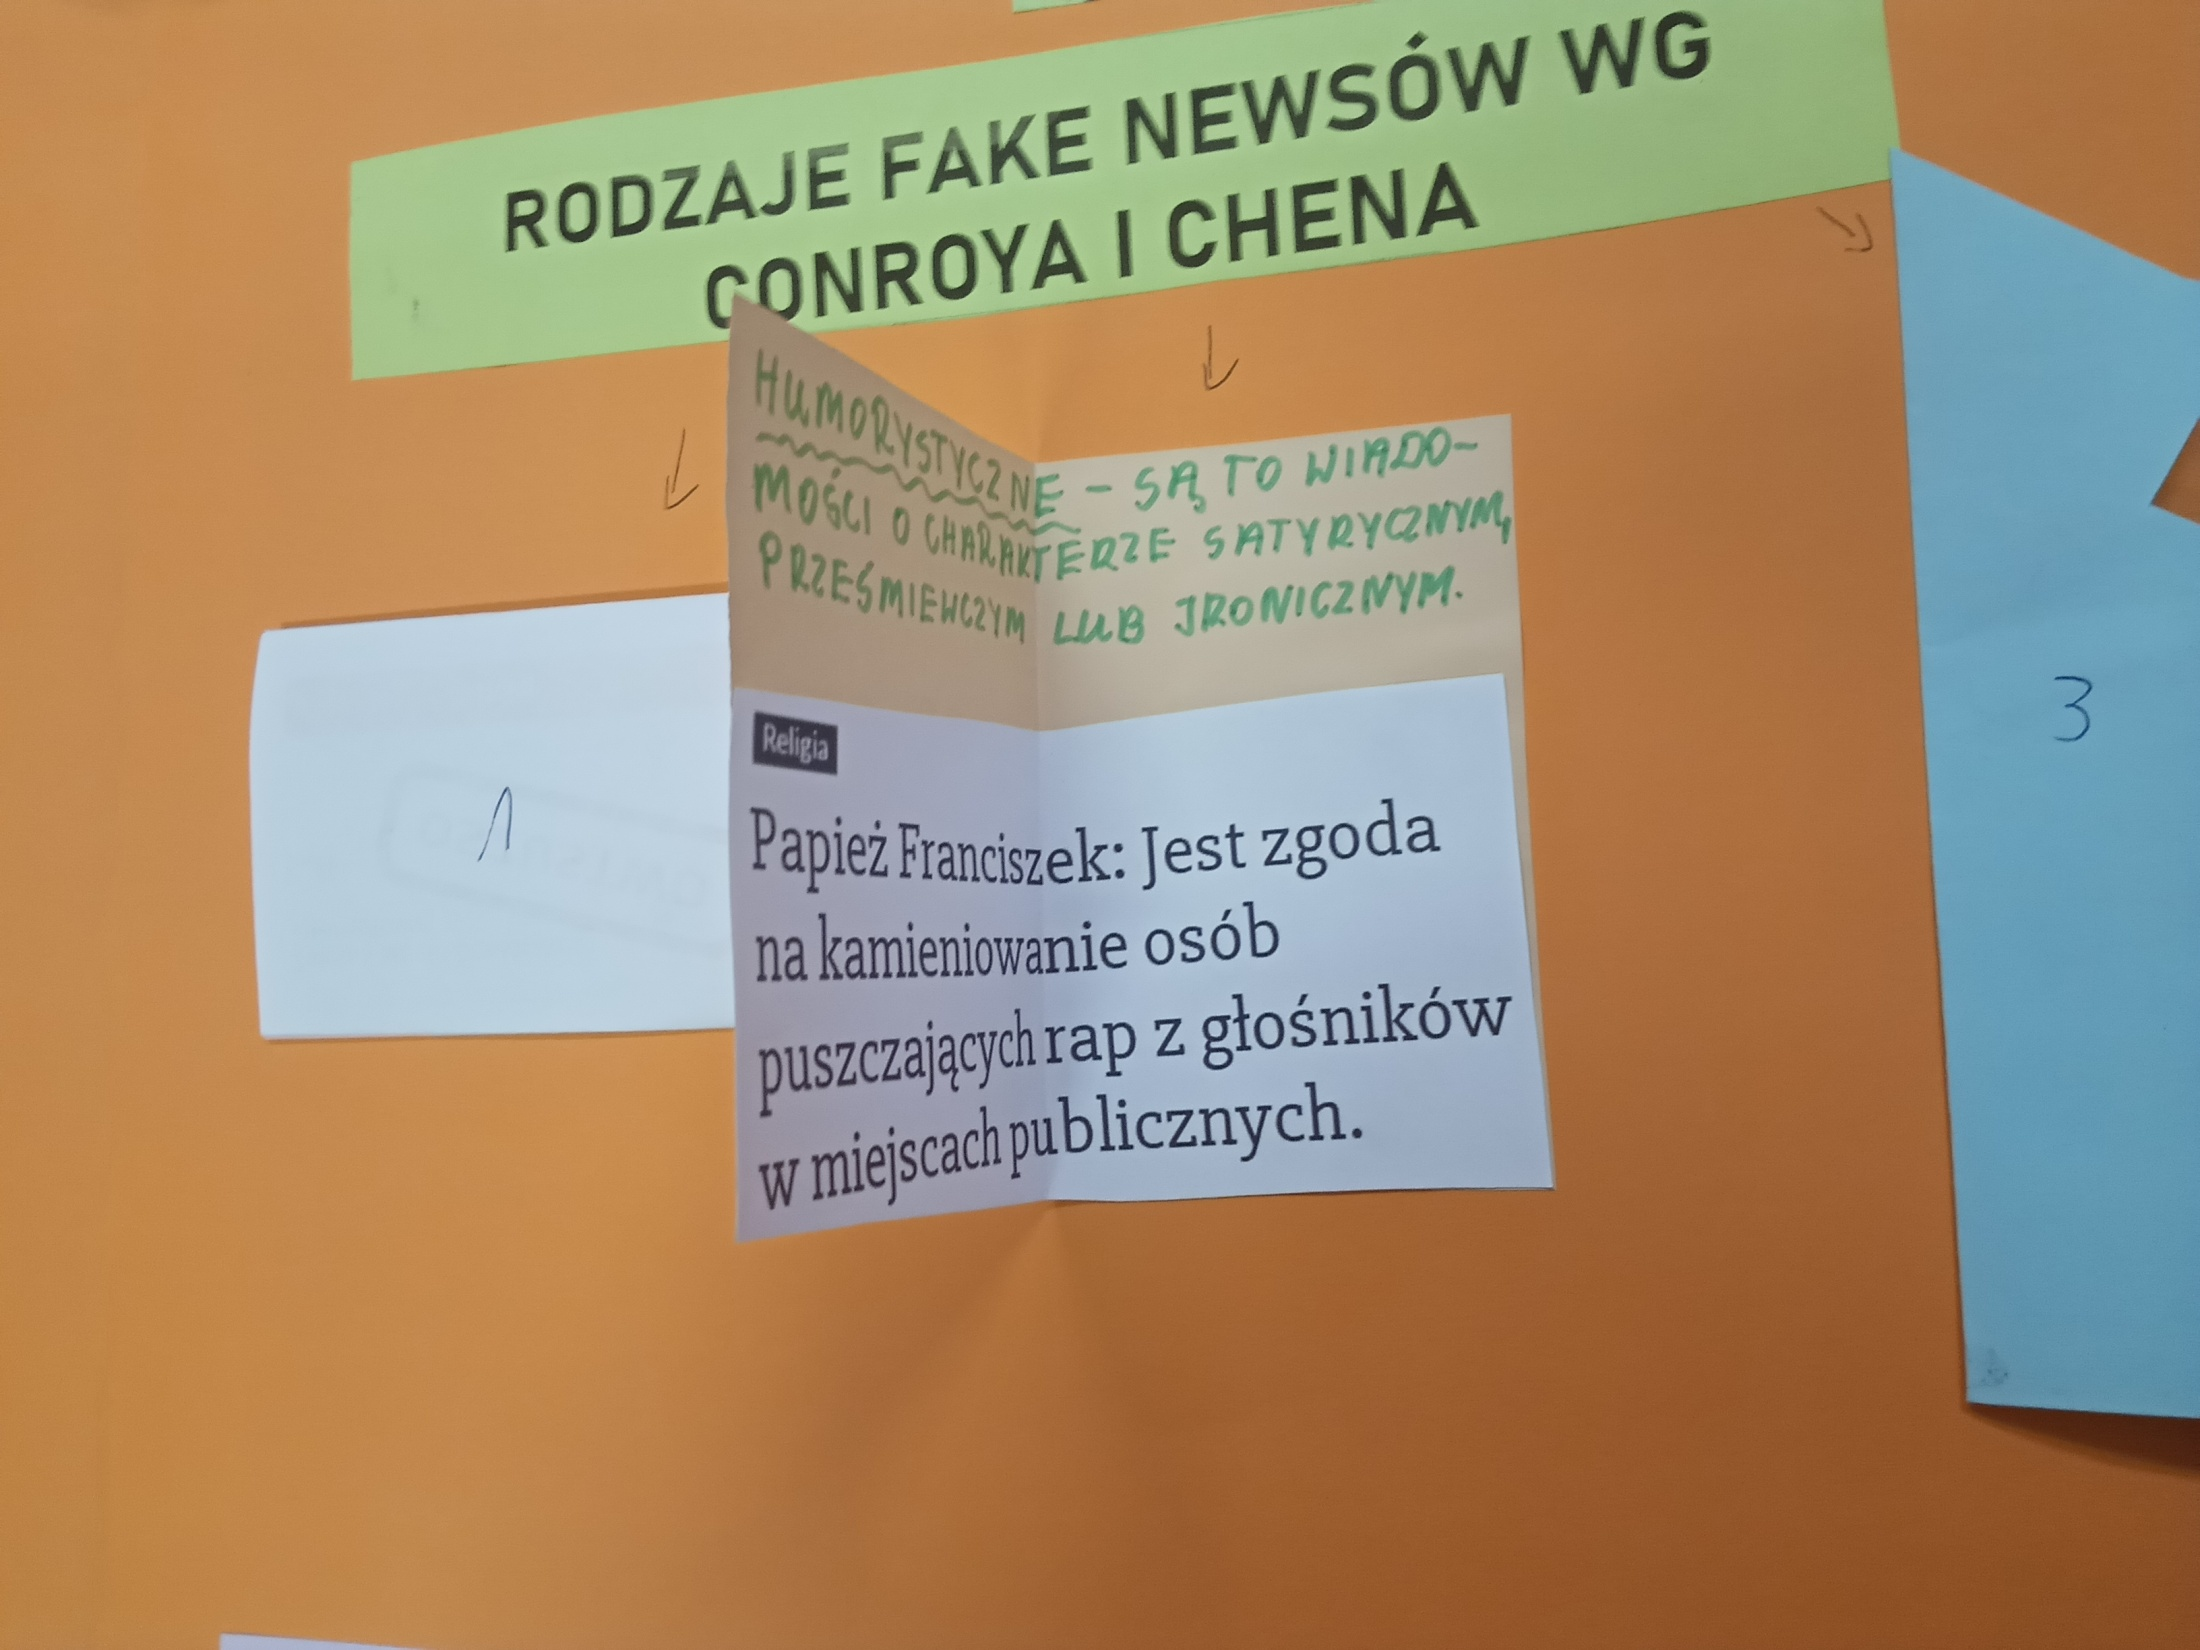 RODZAJE FAKE NEWSÓW WG
CONROYA I CHENA
HUMORYSTYCZNE - SĄ TO WIADO-
MOŚCI O CHARAKTERZE SATYRYCZNYM,
PRZEŚMIEWCZYM LUB IRONICZNYM.
1
Religia
Papież Franciszek: Jest zgoda
na kamieniowanie osób
puszczających rap z głośników
w miejscach publicznych.
3